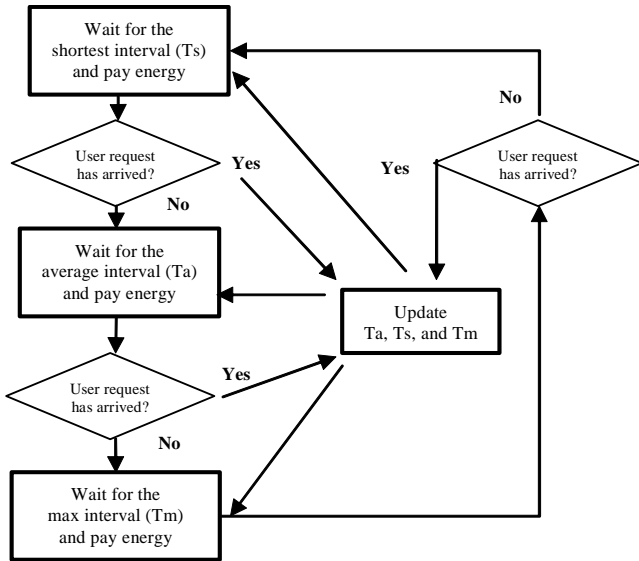 Wait for the
shortest interval (Ts)
and pay energy
No
User request
has arrived?
Yes
Yes
User request
has arrived?
No
Wait for the
average interval (Ta)
and pay energy
Update
Ta, Ts, and Tm
User request
has arrived?
Yes
No
Wait for the
max interval (Tm)
and pay energy